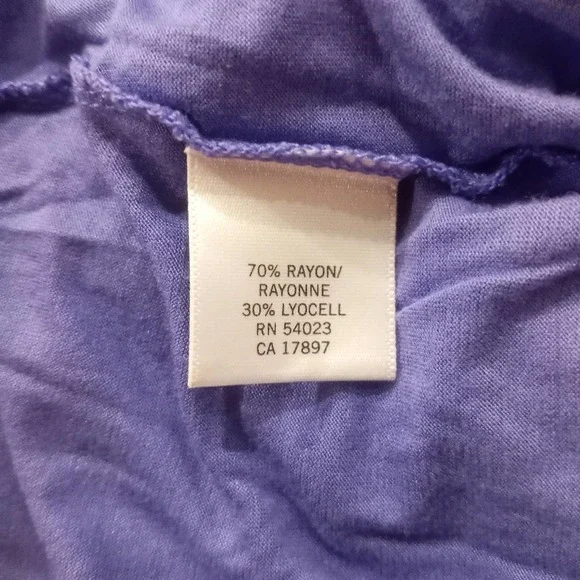 70% RAYON/
RAYONNE
30% LYOCELL
RN 54023
CA 17897